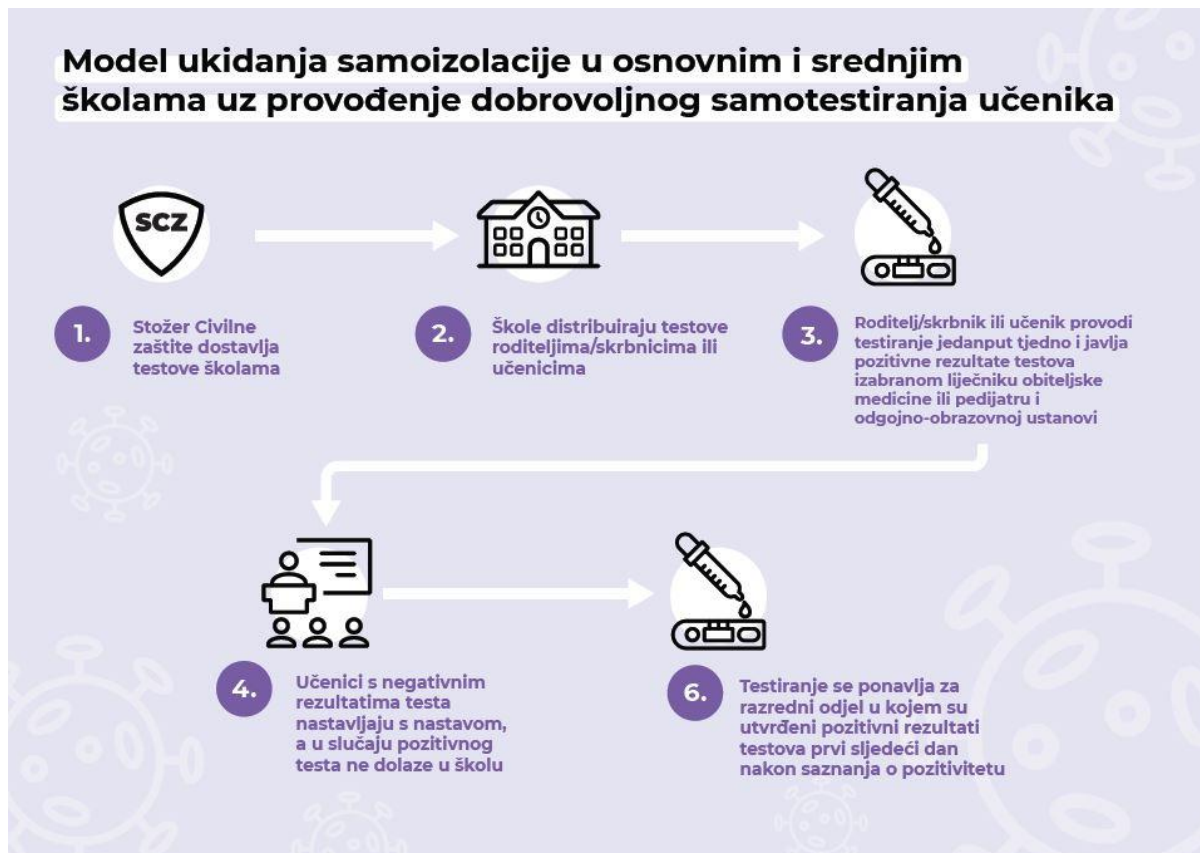 Model ukidanja samoizolacije u osnovnim i srednjim
školama uz provođenje dobrovoljnog samotestiranja učenika
SCZ
1.
Stožer Civilne
zaštite dostavlja
testove školama
2.
Škole distribuiraju testove
roditeljima/skrbnicima ili
učenicima
3.
Roditelj/skrbnik ili učenik provodi
testiranje jedanput tjedno i javlja
pozitivne rezultate testova
izabranom liječniku obiteljske
medicine ili pedijatru i
odgojno-obrazovnoj ustanovi
4.
Učenici s negativnim
rezultatima testa
nastavljaju s nastavom,
a u slučaju pozitivnog
testa ne dolaze u školu
6.
Testiranje se ponavlja za
razredni odjel u kojem su
utvrđeni pozitivni rezultati
testova prvi sljedeći dan
nakon saznanja o pozitivitetu